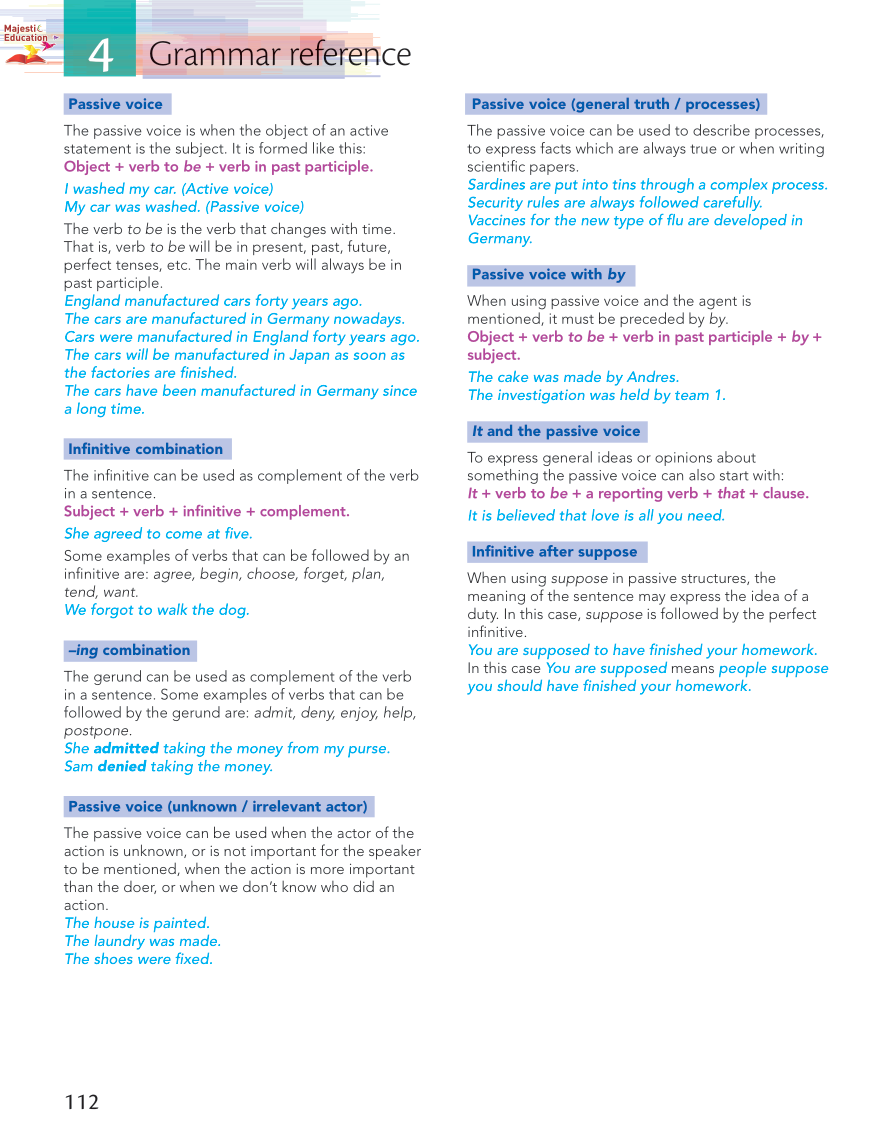 Majestic
Education
4
Grammar reference
Passive voice
The passive voice is when the object of an active
statement is the subject. It is formed like this:
Object + verb to be + verb in past participle.
I washed my car. (Active voice)
My car was washed. (Passive voice)
The verb to be is the verb that changes with time.
That is, verb to be will be in present, past, future,
perfect tenses, etc. The main verb will always be in
past participle.
England manufactured cars forty years ago.
The cars are manufactured in Germany nowadays.
Cars were manufactured in England forty years ago.
The cars will be manufactured in Japan as soon as
the factories are finished.
The cars have been manufactured in Germany since
a long time.
Infinitive combination
The infinitive can be used as complement of the verb
in a sentence.
Subject + verb + infinitive + complement.
She agreed to come at five.
Some examples of verbs that can be followed by an
infinitive are: agree, begin, choose, forget, plan,
tend, want.
We forgot to walk the dog.
–ing combination
The gerund can be used as complement of the verb
in a sentence. Some examples of verbs that can be
followed by the gerund are: admit, deny, enjoy, help,
postpone.
She admitted taking the money from my purse.
Sam denied taking the money.
Passive voice (unknown / irrelevant actor)
The passive voice can be used when the actor of the
action is unknown, or is not important for the speaker
to be mentioned, when the action is more important
than the doer, or when we don't know who did an
action.
The house is painted.
The laundry was made.
The shoes were fixed.
Passive voice (general truth / processes)
The passive voice can be used to describe processes,
to express facts which are always true or when writing
scientific papers.
Sardines are put into tins through a complex process.
Security rules are always followed carefully.
Vaccines for the new type of flu are developed in
Germany.
Passive voice with by
When using passive voice and the agent is
mentioned, it must be preceded by by.
Object + verb to be + verb in past participle + by +
subject.
The cake was made by Andres.
The investigation was held by team 1.
It and the passive voice
To express general ideas or opinions about
something the passive voice can also start with:
It + verb to be + a reporting verb + that + clause.
It is believed that love is all you need.
Infinitive after suppose
When using suppose in passive structures, the
meaning of the sentence may express the idea of a
duty. In this case, suppose is followed by the perfect
infinitive.
You are supposed to have finished your homework.
In this case You are supposed means people suppose
you should have finished your homework.
112